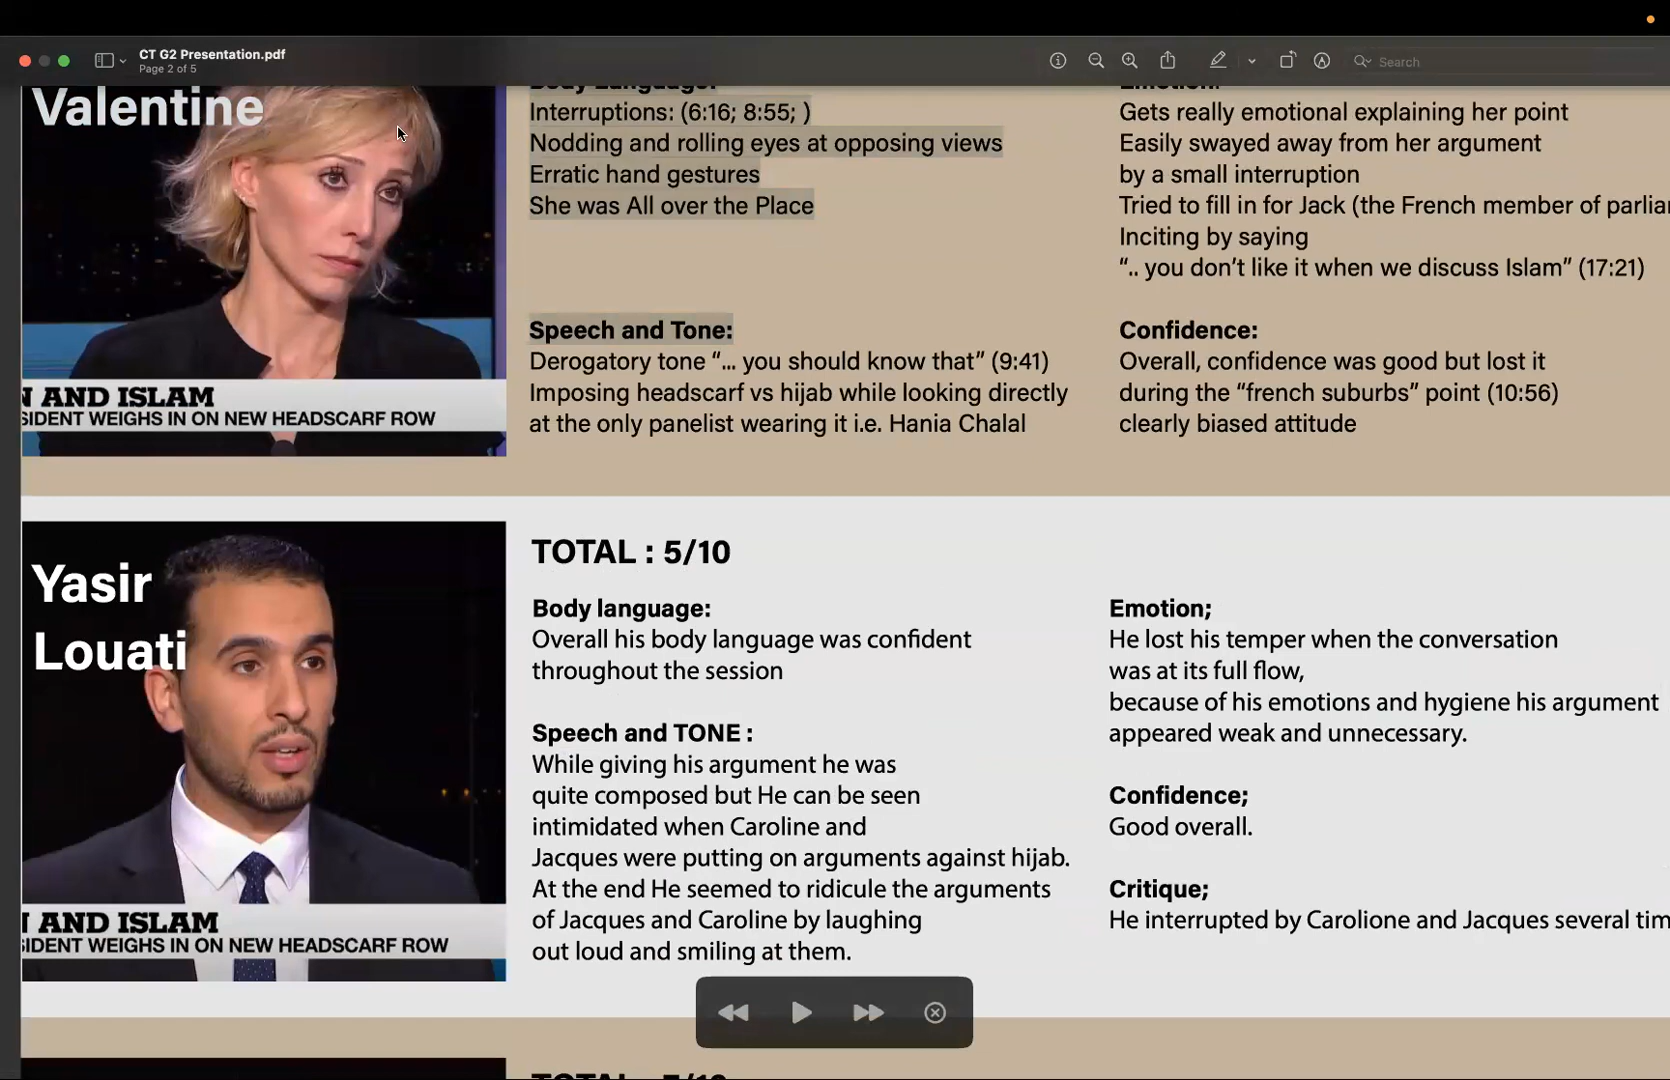 CT G2 Presentation.pdf
Page 2 of 5
Search
Valentine
Body Language:
Interruptions: (6:16; 8:55; )
Nodding and rolling eyes at opposing views
Erratic hand gestures
She was All over the Place
Speech and Tone:
Derogatory tone “... you should know that” (9:41)
Imposing headscarf vs hijab while looking directly
at the only panelist wearing it i.e. Hania Chalal
Emotion:
Gets really emotional explaining her point
Easily swayed away from her argument
by a small interruption
Tried to fill in for Jack (the French member of
Inciting by saying
“.. you don’t like it when we discuss Islam” (17:21)
Confidence:
Overall, confidence was good but lost it
during the “french suburbs” point (10:56)
clearly biased attitude
AND ISLAM
SIDENT WEIGHS IN ON NEW HEADSCARF ROW
Yasir
Louati
AND ISLAM
SIDENT WEIGHS IN ON NEW HEADSCARF ROW
TOTAL : 5/10
Body language:
Overall his body language was confident
throughout the session
Speech and TONE :
While giving his argument he was
quite composed but He can be seen
intimidated when Caroline and
Jacques were putting on arguments against hijab.
At the end He seemed to ridicule the arguments
of Jacques and Caroline by laughing
out loud and smiling at them.
Emotion;
He lost his temper when the conversation
was at its full flow,
because of his emotions and hygiene his argument
appeared weak and unnecessary.
Confidence;
Good overall.
Critique;
He interrupted by Carolione and Jacques several